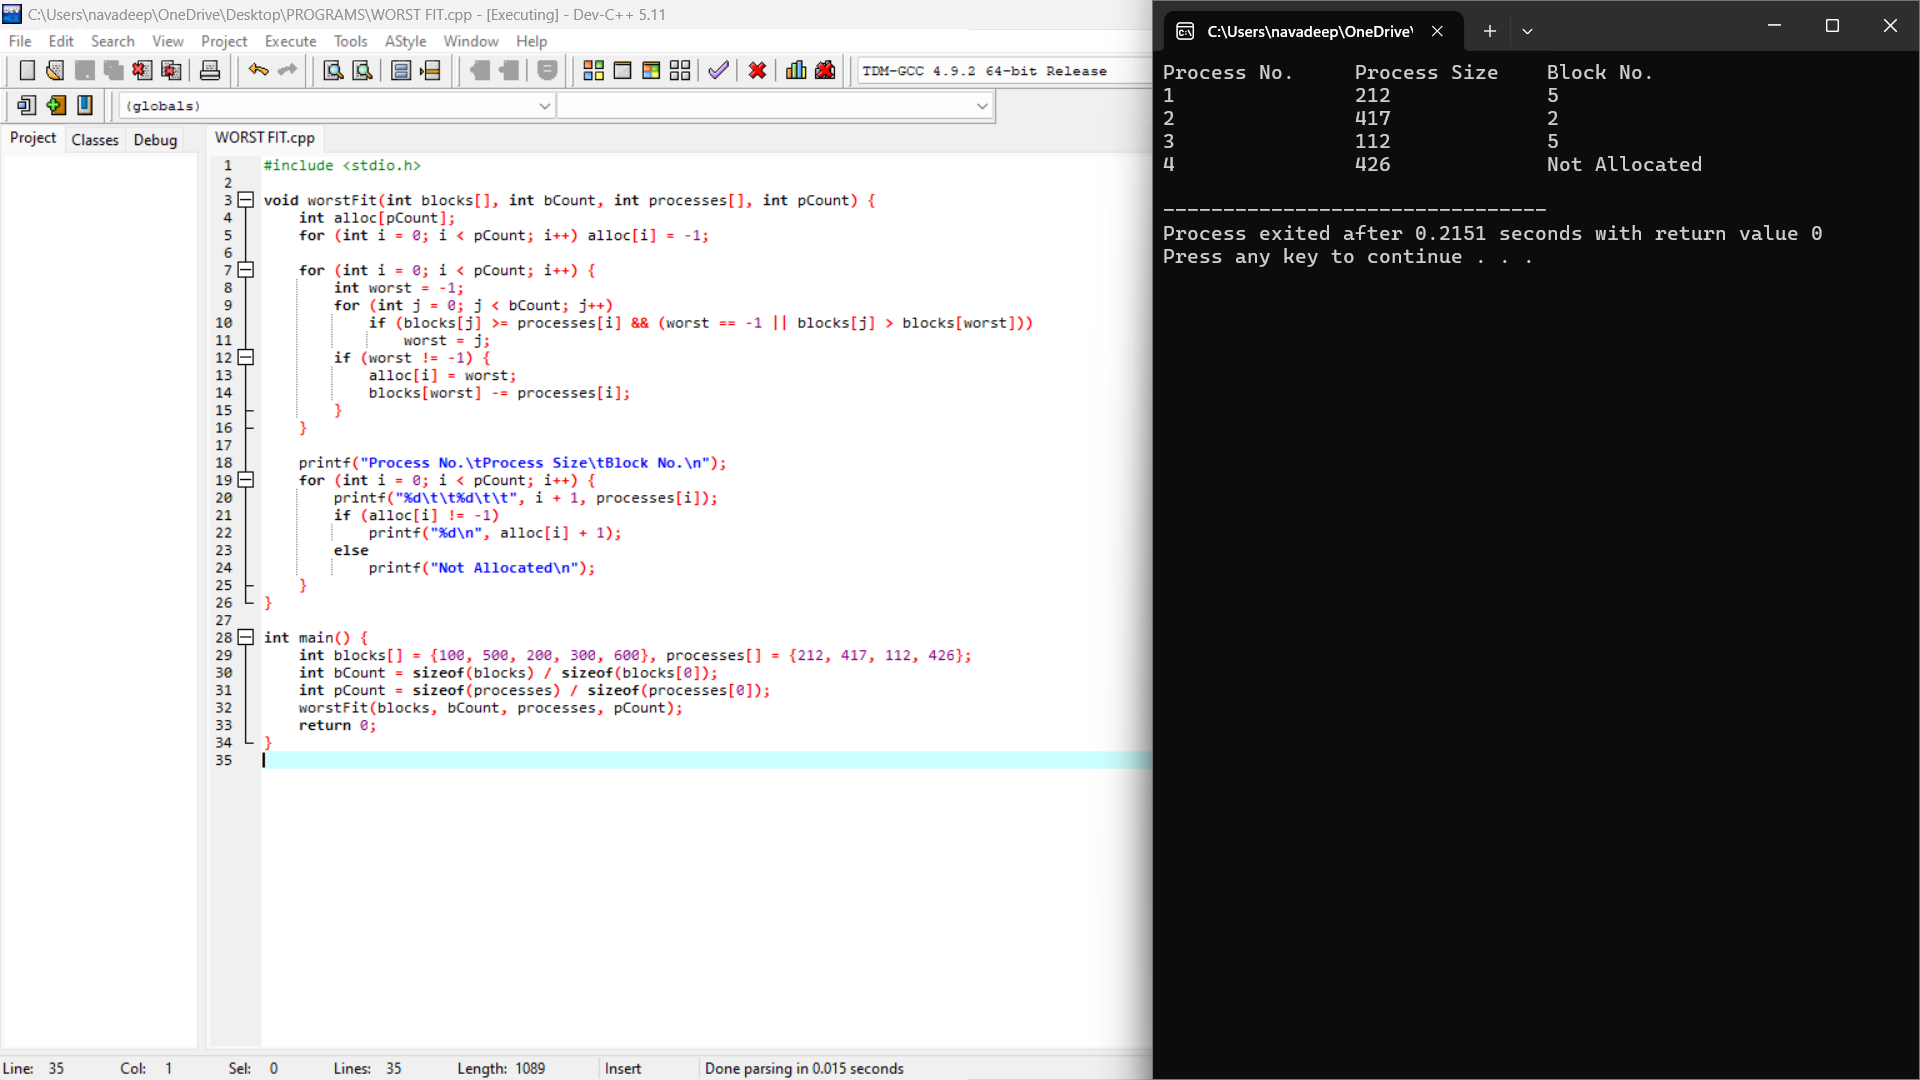 C:\Users\navadeep\OneDrive\Desktop\PROGRAMS\WORST FIT.cpp - [Executing] - Dev-C++ 5.11
File Edit Search View Project Execute Tools AStyle Window Help
TDM-GCC 4.9.2 64-bit Release
(globals)
Project Classes Debug
WORST FIT.cpp
1 #include <stdio.h>
2
3 void worstFit(int blocks[], int bCount, int processes[], int pCount) {
4     int alloc[pCount];
5     for (int i = 0; i < pCount; i++) alloc[i] = -1;
6
7     for (int i = 0; i < pCount; i++) {
8         int worst = -1;
9         for (int j = 0; j < bCount; j++)
10             if (blocks[j] >= processes[i] && (worst == -1 || blocks[j] > blocks[worst]))
11                 worst = j;
12         if (worst != -1) {
13             alloc[i] = worst;
14             blocks[worst] -= processes[i];
15         }
16     }
17
18     printf("Process No.\tProcess Size\tBlock No.\n");
19     for (int i = 0; i < pCount; i++) {
20         printf("%d\t\t%d\t\t", i + 1, processes[i]);
21         if (alloc[i] != -1)
22             printf("%d\n", alloc[i] + 1);
23         else
24             printf("Not Allocated\n");
25     }
26 }
27
28 int main() {
29     int blocks[] = {100, 500, 200, 300, 600}, processes[] = {212, 417, 112, 426};
30     int bCount = sizeof(blocks) / sizeof(blocks[0]);
31     int pCount = sizeof(processes) / sizeof(processes[0]);
32     worstFit(blocks, bCount, processes, pCount);
33     return 0;
34 }
35
Line: 35 Col: 1 Sel: 0 Lines: 35 Length: 1089 Insert Done parsing in 0.015 seconds
C:\Users\navadeep\OneDrive\
Process No. Process Size Block No.
1 212 5
2 417 2
3 112 5
4 426 Not Allocated
--------------------------------
Process exited after 0.2151 seconds with return value 0
Press any key to continue . . .